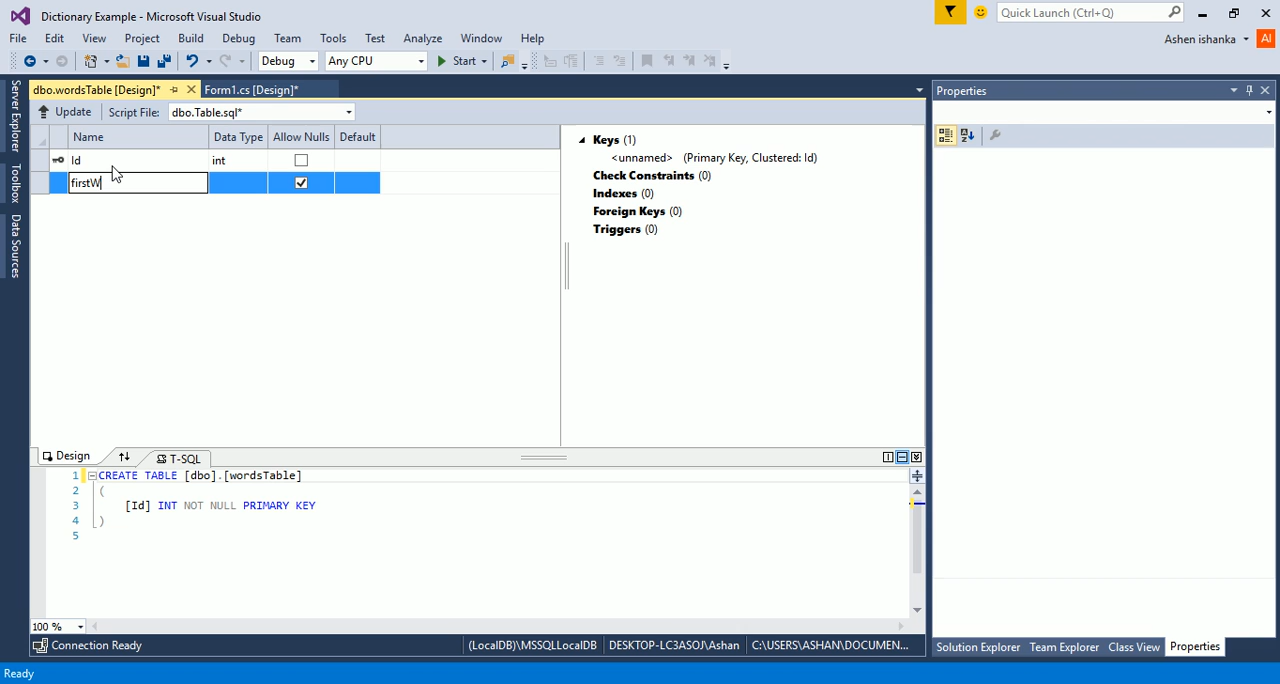 Dictionary Example - Microsoft Visual Studio
Quick Launch (Ctrl+Q)
File Edit View Project Build Debug Team Tools Test Analyze Window Help
Ashen ishanka AI
Debug Any CPU Start
dbo.wordsTable [Design]* Form1.cs [Design]*
Properties
Update Script File: dbo.Table.sql*
Server Explorer
Toolbox
Data Sources
Name Data Type Allow Nulls Default
Id int
firstW
Keys (1)
<unnamed> (Primary Key, Clustered: Id)
Check Constraints (0)
Indexes (0)
Foreign Keys (0)
Triggers (0)
Design T-SQL
1 CREATE TABLE [dbo].[wordsTable]
2 (
3 [Id] INT NOT NULL PRIMARY KEY
4 )
5
100 %
Connection Ready (LocalDB)\MSSQLLocalDB DESKTOP-LC3ASOJ\Ashan C:\USERS\ASHAN\DOCUMEN...
Solution Explorer Team Explorer Class View Properties
Ready